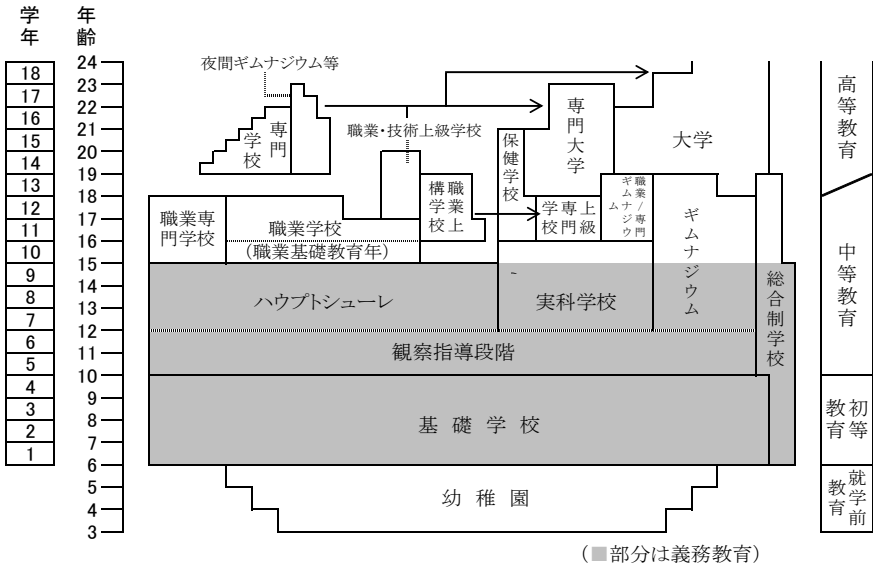 学年
年齢
18
17
16
15
14
13
12
11
10
9
8
7
6
5
4
3
2
1
24
23
22
21
20
19
18
17
16
15
14
13
12
11
10
9
8
7
6
5
4
3
夜間ギムナジウム等
専門学校
職業・技術上級学校
保健学校
専門大学
大学
高等教育
職業専門学校
職業学校
(職業基礎教育年)
職業上構学校
上級専門学校
職業/専門ギムナジウム
ギムナジウム
中等教育
ハウプトシューレ
実科学校
総合制学校
観察指導段階
基礎学校
初等教育
幼稚園
就学前教育
（■部分は義務教育）